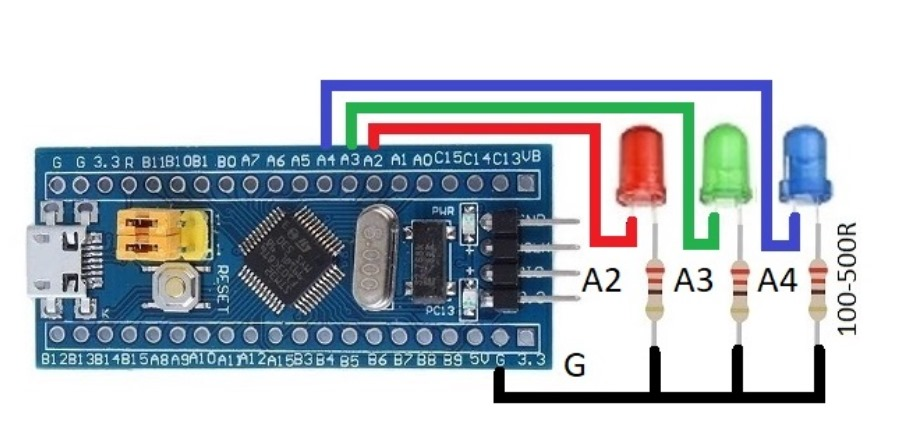 G G 3.3 R B11 B10 B1 B0 A7 A6 A5 A4 A3 A2 A1 A0 C15 C14 C13 VB
PWR
8.000
RESET
PC13
A2 A3 A4
100-500R
B12 B13 B14 B15 A8 A9 A10 A11 A12 A15 B3 B4 B5 B6 B7 B8 B9 5V G 3.3
G